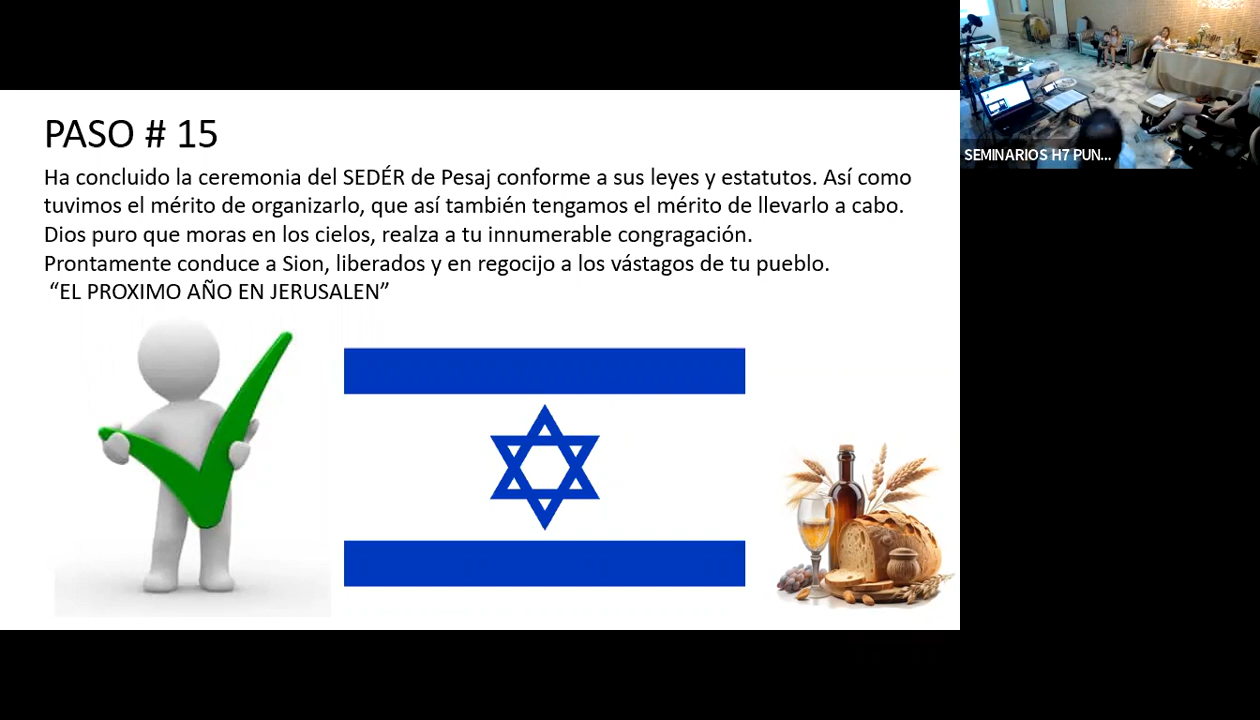 PASO # 15
Ha concluido la ceremonia del SEDÉR de Pesaj conforme a sus leyes y estatutos. Así como
tuvimos el mérito de organizarlo, que así también tengamos el mérito de llevarlo a cabo.
Dios puro que moras en los cielos, realza a tu innumerable congragación.
Prontamente conduce a Sion, liberados y en regocijo a los vástagos de tu pueblo.
“EL PROXIMO AÑO EN JERUSALEN”
SEMINARIOS H7 PUN...